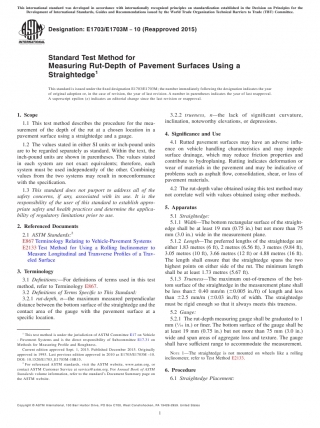 This international standard was developed in accordance with internationally recognized principles on standardization established in the Decision on Principles for the
Development of International Standards, Guides and Recommendations issued by the World Trade Organization Technical Barriers to Trade (TBT) Committee.
Designation: E1703/E1703M − 10 (Reapproved 2015)
INTERNATIONAL
Standard Test Method for
Measuring Rut-Depth of Pavement Surfaces Using a
Straightedge1
This standard is issued under the fixed designation E1703/E1703M; the number immediately following the designation indicates the year
of original adoption or, in the case of revision, the year of last revision. A number in parentheses indicates the year of last reapproval.
A superscript epsilon (ε) indicates an editorial change since the last revision or reapproval.
1. Scope
1.1 This test method describes the procedure for the mea-
surement of the depth of the rut at a chosen location in a
pavement surface using a straightedge and a gauge.
1.2 The values stated in either SI units or inch-pound units
are to be regarded separately as standard. Within the text, the
inch-pound units are shown in parentheses. The values stated
in each system are not exact equivalents; therefore, each
system must be used independently of the other. Combining
values from the two systems may result in nonconformance
with the specification.
1.3 This standard does not purport to address all of the
safety concerns, if any, associated with its use. It is the
responsibility of the user of this standard to establish appro-
priate safety and health practices and determine the applica-
bility of regulatory limitations prior to use.
2. Referenced Documents
2.1 ASTM Standards:2
E867 Terminology Relating to Vehicle-Pavement Systems
E2133 Test Method for Using a Rolling Inclinometer to
Measure Longitudinal and Transverse Profiles of a Trav-
eled Surface
3. Terminology
3.1 Definitions:—For definitions of terms used in this test
method, refer to Terminology E867.
3.2 Definitions of Terms Specific to This Standard:
3.2.1 rut-depth, n—the maximum measured perpendicular
distance between the bottom surface of the straightedge and the
contact area of the gauge with the pavement surface at a
specific location.
1 This test method is under the jurisdiction of ASTM Committee E17 on Vehicle
- Pavement Systems and is the direct responsibility of Subcommittee E17.31 on
Methods for Measuring Profile and Roughness.
Current edition approved Sept. 1, 2015. Published December 2015. Originally
approved in 1995. Last previous edition approved in 2010 as E1703/E1703M –10.
DOI: 10.1520/E1703_E1703M-10R15.
2 For referenced ASTM standards, visit the ASTM website, www.astm.org, or
contact ASTM Customer Service at service@astm.org. For Annual Book of ASTM
Standards volume information, refer to the standard's Document Summary page on
the ASTM website.
3.2.2 trueness, n—the lack of significant curvature,
inclination, noteworthy elevations, or depressions.
4. Significance and Use
4.1 Rutted pavement surfaces may have an adverse influ-
ence on vehicle handling characteristics and may impede
surface drainage, which may reduce friction properties and
contribute to hydroplaning. Rutting indicates deformation or
wear of materials in the pavement and may be indicative of
problems such as asphalt flow, consolidation, shear, or loss of
pavement materials.
4.2 The rut-depth value obtained using this test method may
not correlate well with values obtained using other methods.
5. Apparatus
5.1 Straightedge:
5.1.1 Width—The bottom rectangular surface of the straight-
edge shall be at least 19 mm (0.75 in.) but not more than 75
mm (3.0 in.) wide in the measurement plane.
5.1.2 Length—The preferred lengths of the straightedge are
either 1.83 metres (6 ft), 2 metres (6.56 ft), 3 metres (9.84 ft),
3.05 metres (10 ft), 3.66 metres (12 ft) or 4.88 metres (16 ft).
The length shall ensure that the straightedge spans the two
highest points on either side of the rut. The minimum length
shall be at least 1.73 metres (5.67 ft).
5.1.3 Trueness—The maximum out-of-trueness of the bot-
tom surface of the straightedge in the measurement plane shall
be less than± 0.40 mm/m (±0.005 in./ft) of length and less
than ±2.5 mm/m (±0.03 in./ft) of width. The straightedge
must be rigid enough so that it always meets this trueness.
5.2 Gauge:
5.2.1 The rut-depth measuring gauge shall be graduated to 1
mm (1⁄16 in.) or finer. The bottom surface of the gauge shall be
at least 19 mm (0.75 in.) but not more than 75 mm (3.0 in.)
wide and span areas of aggregate loss and texture. The gauge
shall have sufficient range to accommodate the measurement.
NOTE 1—The straightedge is not mounted on wheels like a rolling
inclinometer, refer to Test Method E2133.
6. Procedure
6.1 Straightedge Placement:
Copyright © ASTM International, 100 Barr Harbor Drive, PO Box C700, West Conshohocken, PA 19428-2959. United States
1